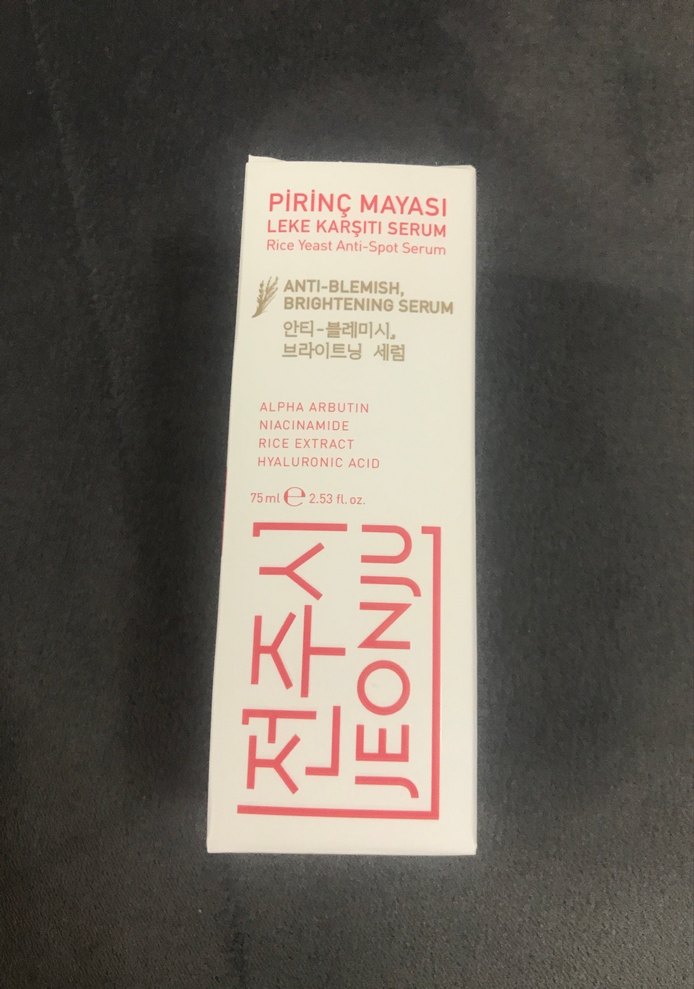 PİRİNÇ MAYASI
LEKE KARŞITI SERUM
Rice Yeast Anti-Spot Serum
ANTI-BLEMISH,
BRIGHTENING SERUM
안티-블레미시,
브라이트닝 세럼
ALPHA ARBUTIN
NIACINAMIDE
RICE EXTRACT
HYALURONIC ACID
75 ml ℮ 2.53 fl. oz.
전주시
JEONJU